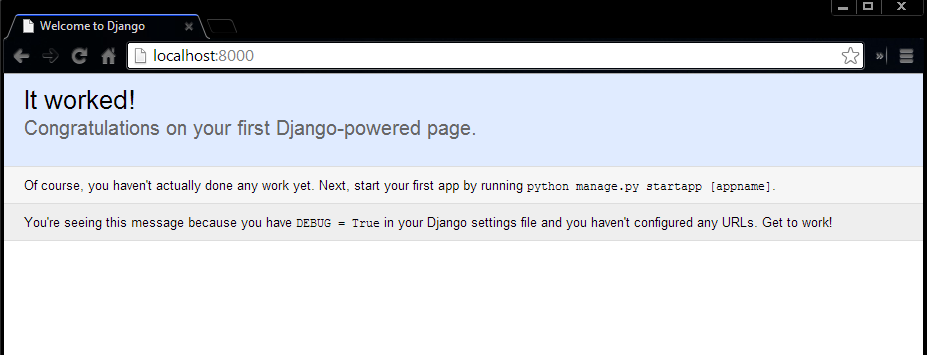 Welcome to Django
localhost:8000
It worked!
Congratulations on your first Django-powered page.
Of course, you haven't actually done any work yet. Next, start your first app by running python manage.py startapp [appname].
You're seeing this message because you have DEBUG = True in your Django settings file and you haven't configured any URLs. Get to work!